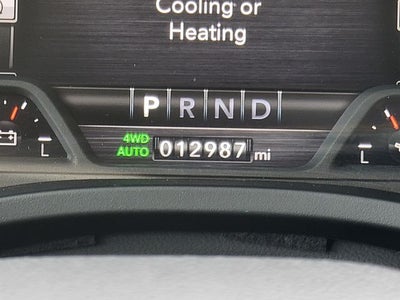 Cooling or
Heating
P R N D
4WD
AUTO 012987 mi
L L